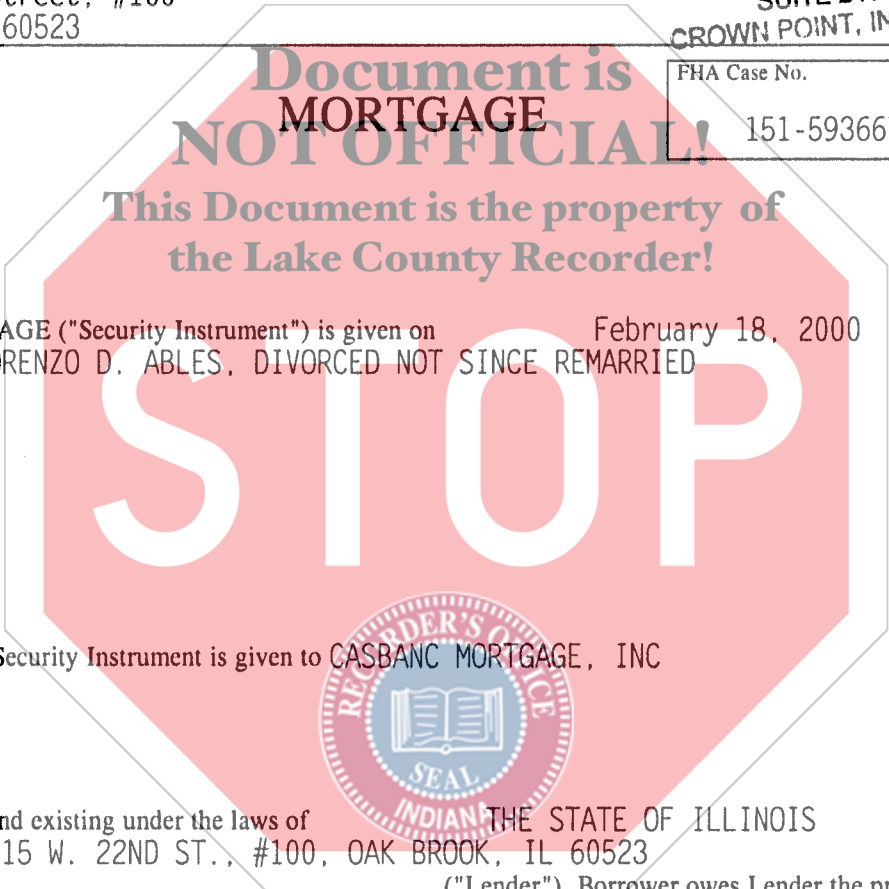 Street, #100
60523
CROWN POINT, IN
FHA Case No.
151-59366
Document is
MORTGAGE
NOT OFFICIAL!
This Document is the property of
the Lake County Recorder!
AGE ("Security Instrument") is given on February 18, 2000
RENZO D. ABLES, DIVORCED NOT SINCE REMARRIED
STOP
Security Instrument is given to CASBANC MORTGAGE, INC
RECORDER'S OFFICE
SEAL
INDIANA
nd existing under the laws of THE STATE OF ILLINOIS
15 W. 22ND ST., #100, OAK BROOK, IL 60523
("Lender"). Borrower owes Lender the pr